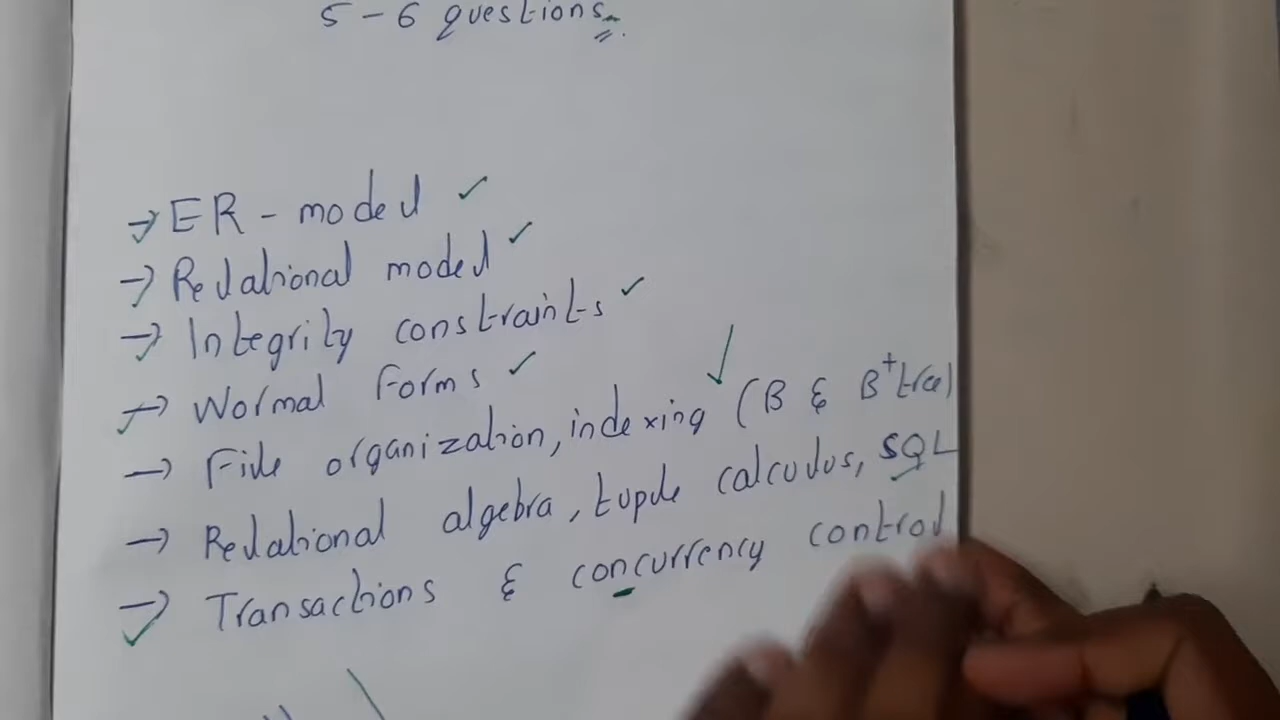 5 - 6 questions.
→ ER - model ✓
→ Relational model ✓
→ Integrity constraints ✓
→ Normal Forms ✓
→ File organization, indexing (B & B+ tree)
→ Relational algebra, tuple calculus, SQL
→ Transactions & concurrency control